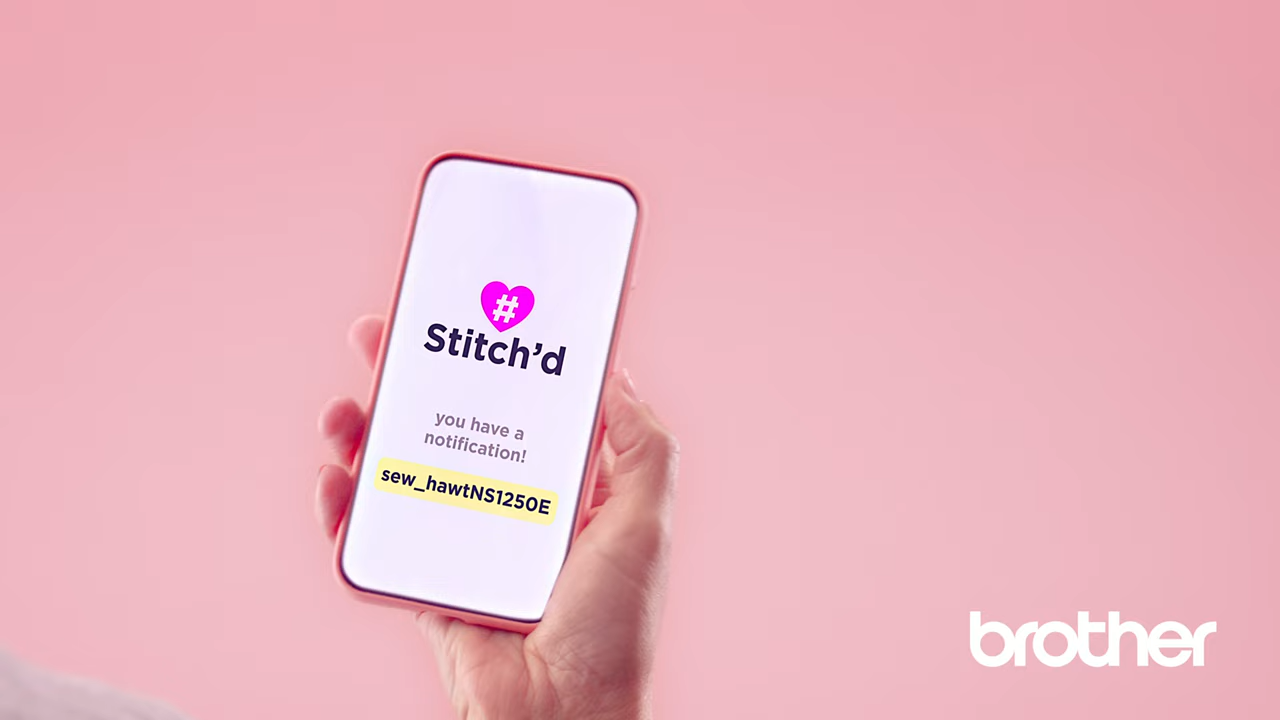 #
Stitch’d
you have a
notification!
sew_hawtNS1250E
brother